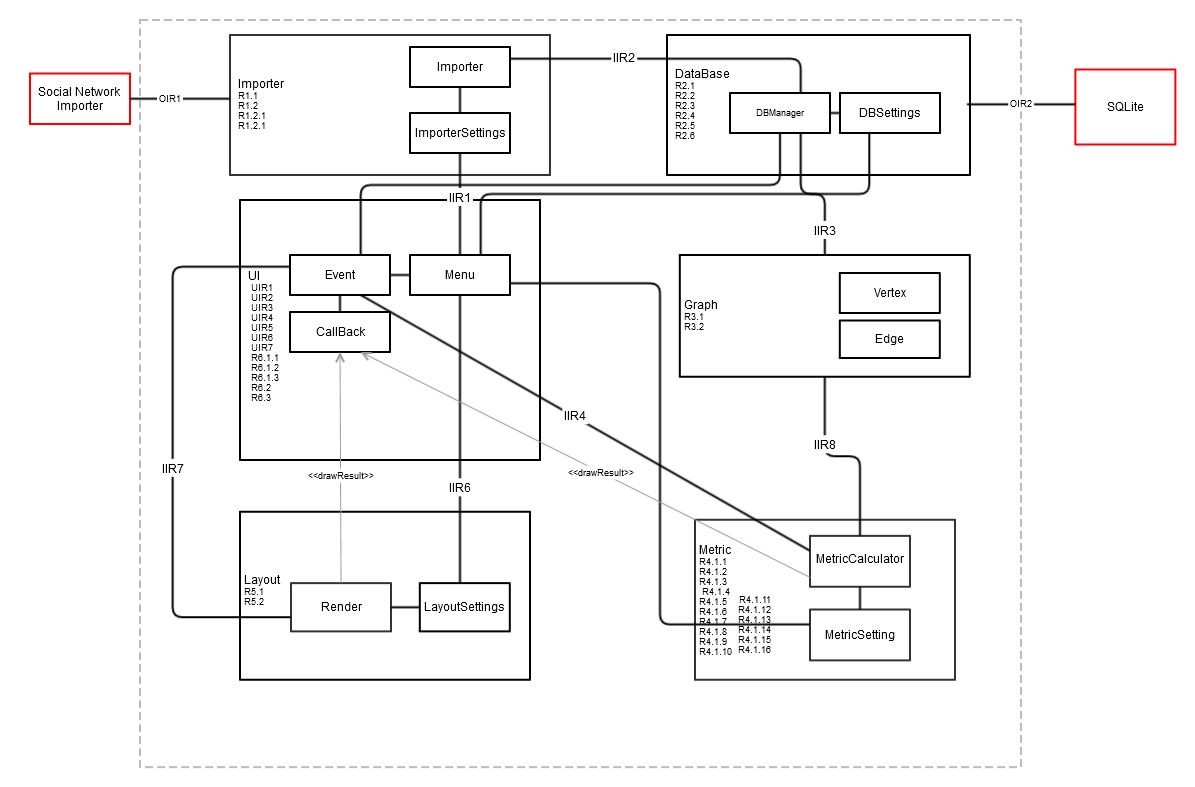 Social Network
Importer
OIR1
Importer
R1.1
R1.2
R1.2.1
R1.2.1
Importer
ImporterSettings
IIR2
DataBase
R2.1
R2.2
R2.3
R2.4
R2.5
R2.6
DBManager
DBSettings
OIR2
SQLite
IIR1
UI
UIR1
UIR2
UIR3
UIR4
UIR5
UIR6
UIR7
R6.1.1
R6.1.2
R6.1.3
R6.2
R6.3
Event
Menu
CallBack
IIR3
Graph
R3.1
R3.2
Vertex
Edge
IIR4
IIR8
IIR7
<<drawResult>>
<<drawResult>>
IIR6
Layout
R5.1
R5.2
Render
LayoutSettings
Metric
R4.1.1
R4.1.2
R4.1.3
R4.1.4
R4.1.5
R4.1.6
R4.1.7
R4.1.8
R4.1.9
R4.1.10
R4.1.11
R4.1.12
R4.1.13
R4.1.14
R4.1.15
R4.1.16
MetricCalculator
MetricSetting